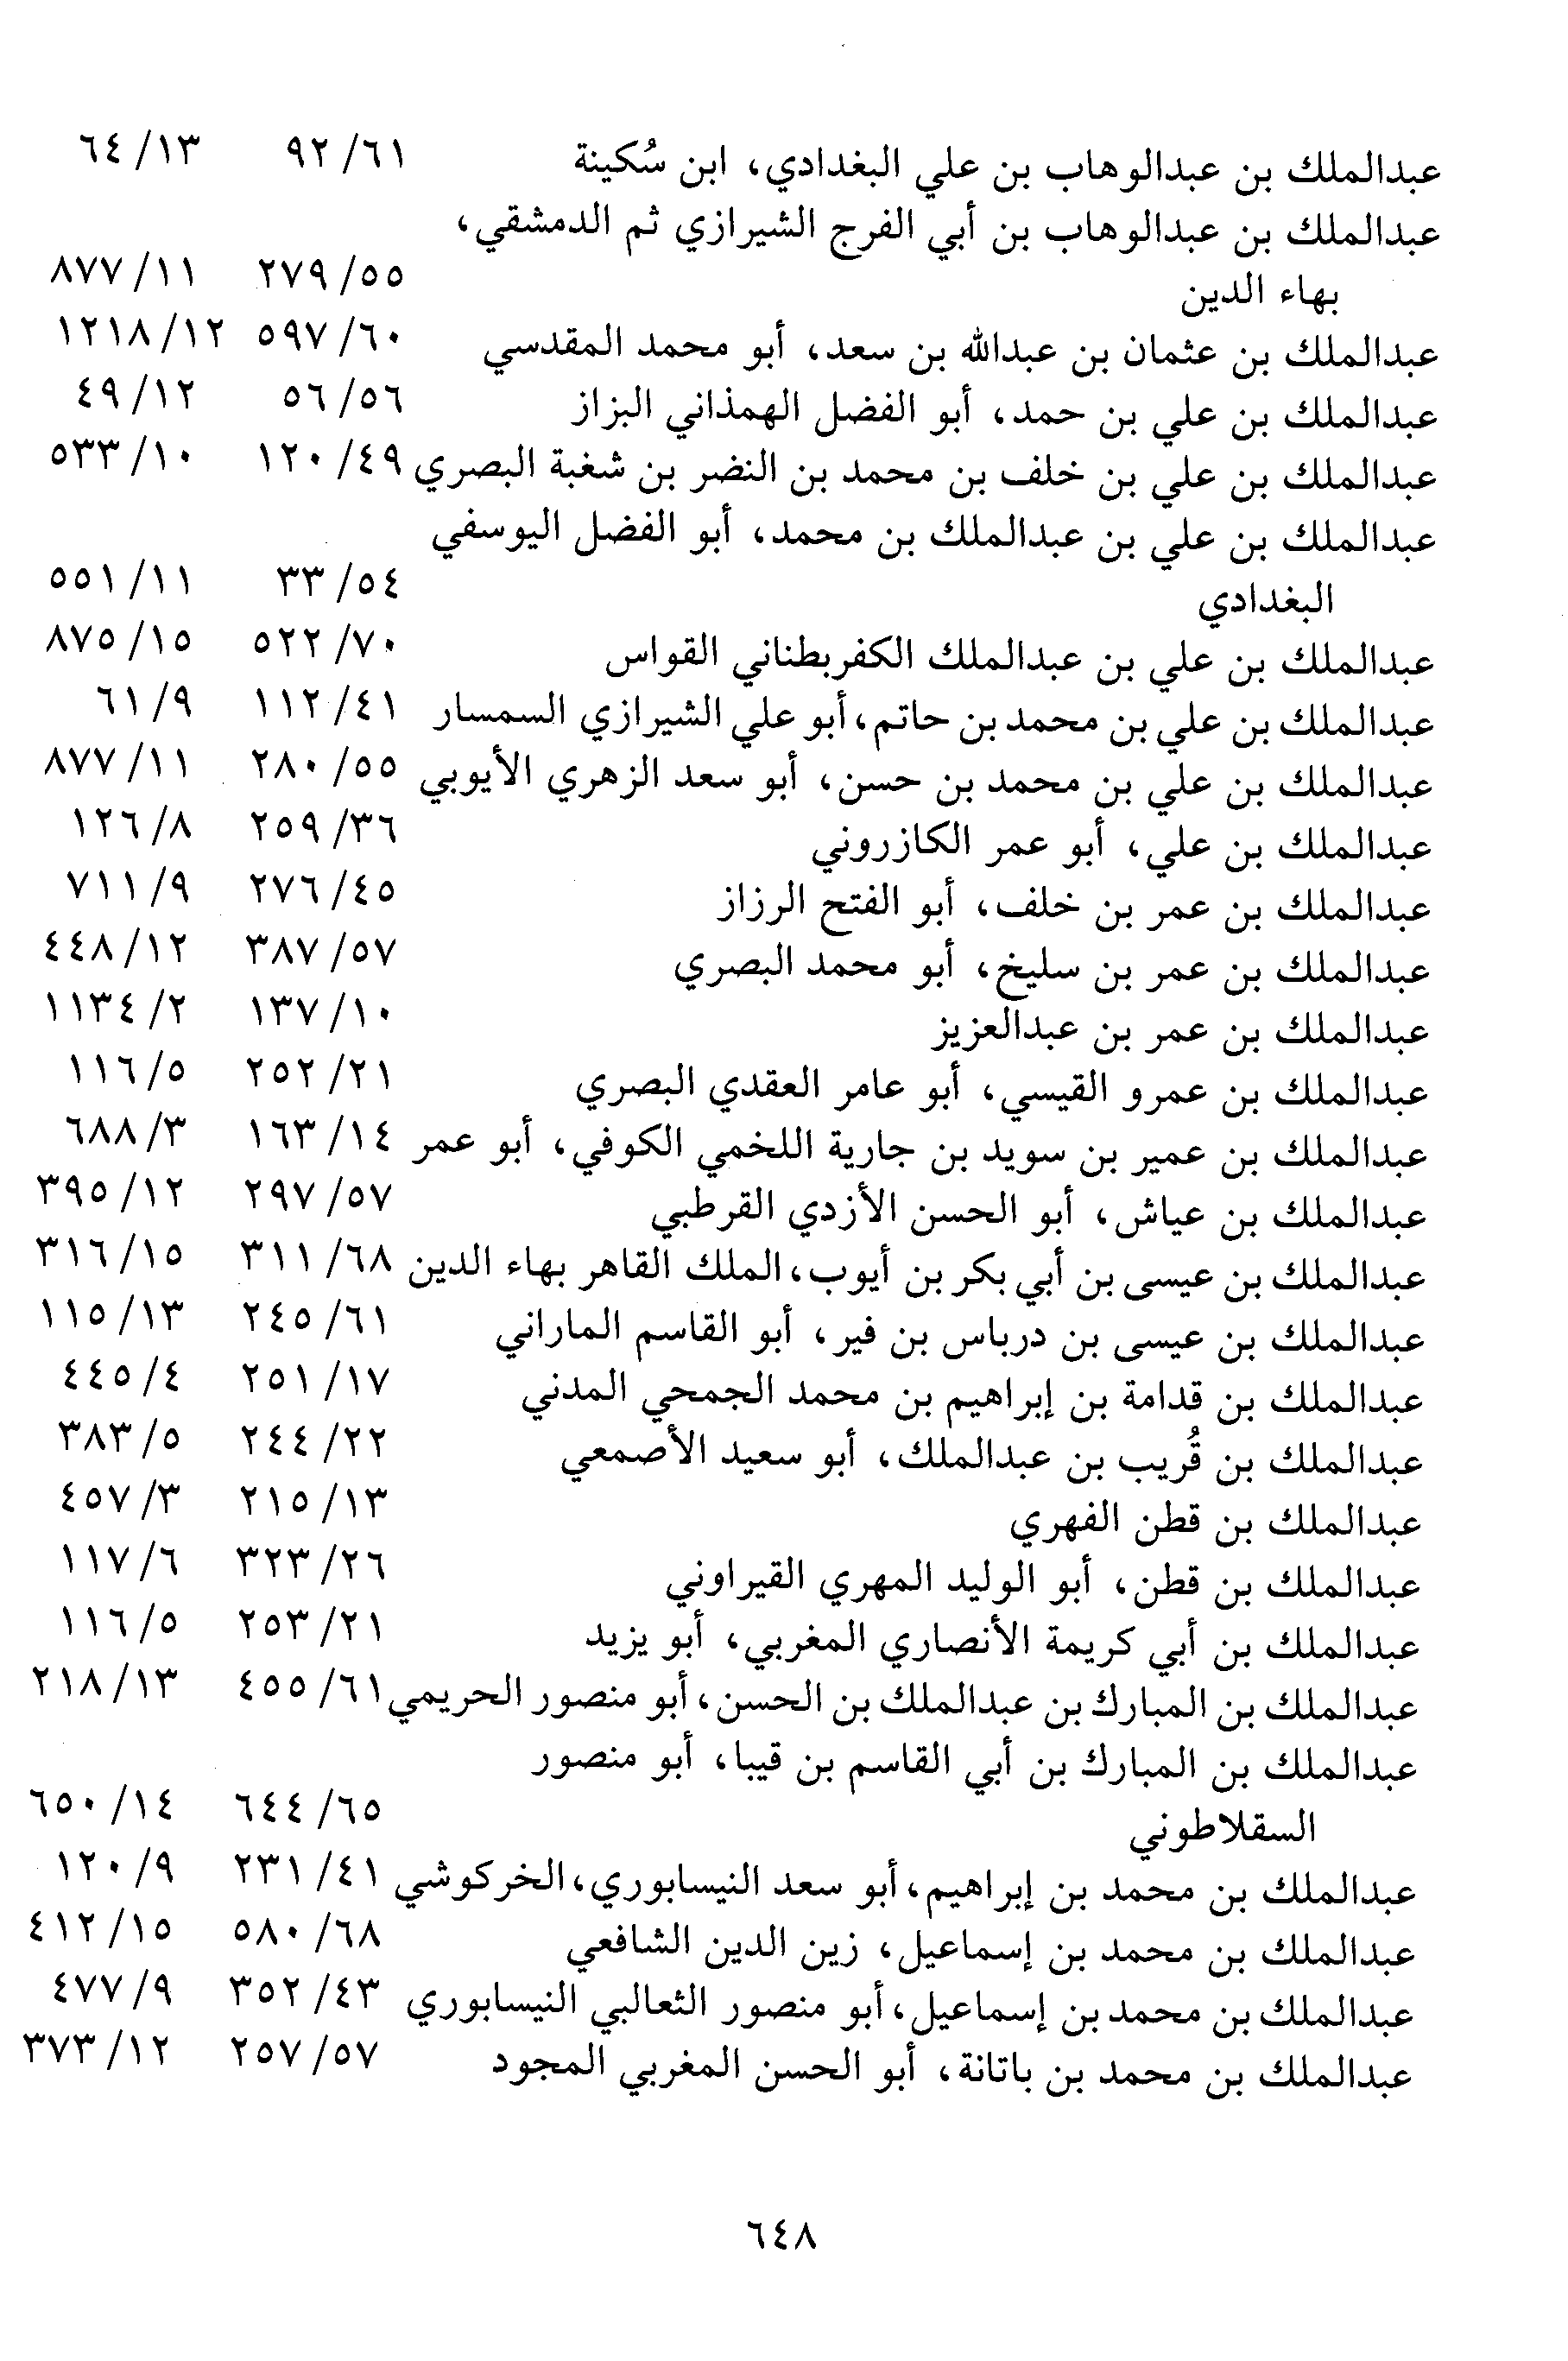 عبدالملك بن عبدالوهاب بن علي البغدادي، ابن سُكينة ٦١/ ٩٢ ١٣/ ٦٤
عبدالملك بن عبدالوهاب بن أبي الفرج الشيرازي ثم الدمشقي،
بهاء الدين ٥٥/ ٢٧٩ ١١/ ٨٧٧
عبدالملك بن عثمان بن عبدالله بن سعد، أبو محمد المقدسي ٦٠/ ٥٩٧ ١٢/ ١٢١٨
عبدالملك بن علي بن حمد، أبو الفضل الهمذاني البزاز ٥٦/ ٥٦ ١٢/ ٤٩
عبدالملك بن علي بن خلف بن محمد بن النضر بن شغبة البصري ٤٩/ ١٢٠ ١٠/ ٥٣٣
عبدالملك بن علي بن عبدالملك بن محمد، أبو الفضل اليوسفي
البغدادي ٥٤/ ٣٣ ١١/ ٥٥١
عبدالملك بن علي بن عبدالملك الكفربطناني القواس ٧٠/ ٥٢٢ ١٥/ ٨٧٥
عبدالملك بن علي بن محمد بن حاتم، أبو علي الشيرازي السمسار ٤١/ ١١٢ ٩/ ٦١
عبدالملك بن علي بن محمد بن حسن، أبو سعد الزهري الأيوبي ٥٥/ ٢٨٠ ١١/ ٨٧٧
عبدالملك بن علي، أبو عمر الكازروني ٣٦/ ٢٥٩ ٨/ ١٢٦
عبدالملك بن عمر بن خلف، أبو الفتح الرزاز ٤٥/ ٢٧٦ ٩/ ٧١١
عبدالملك بن عمر بن سليخ، أبو محمد البصري ٥٧/ ٣٨٧ ١٢/ ٤٤٨
عبدالملك بن عمر بن عبدالعزيز ١٠/ ١٣٧ ٢/ ١١٣٤
عبدالملك بن عمرو القيسي، أبو عامر العقدي البصري ٢١/ ٢٥٢ ٥/ ١١٦
عبدالملك بن عمير بن سويد بن جارية اللخمي الكوفي، أبو عمر ١٤/ ١٦٣ ٣/ ٦٨٨
عبدالملك بن عياش، أبو الحسن الأزدي القرطبي ٥٧/ ٢٩٧ ١٢/ ٣٩٥
عبدالملك بن عيسى بن أبي بكر بن أيوب، الملك القاهر بهاء الدين ٦٨/ ٣١١ ١٥/ ٣١٦
عبدالملك بن عيسى بن درباس بن فير، أبو القاسم الماراني ٦١/ ٢٤٥ ١٣/ ١١٥
عبدالملك بن قدامة بن إبراهيم بن محمد الجمحي المدني ١٧/ ٢٥١ ٤/ ٤٤٥
عبدالملك بن قُريب بن عبدالملك، أبو سعيد الأصمعي ٢٢/ ٢٤٤ ٥/ ٣٨٣
عبدالملك بن قطن الفهري ١٣/ ٢١٥ ٣/ ٤٥٧
عبدالملك بن قطن، أبو الوليد المهري القيراوني ٢٦/ ٣٢٣ ٦/ ١١٧
عبدالملك بن أبي كريمة الأنصاري المغربي، أبو يزيد ٢١/ ٢٥٣ ٥/ ١١٦
عبدالملك بن المبارك بن عبدالملك بن الحسن، أبو منصور الحريمي ٦١/ ٤٥٥ ١٣/ ٢١٨
عبدالملك بن المبارك بن أبي القاسم بن قيبا، أبو منصور
السقلاطوني ٦٥/ ٦٤٤ ١٤/ ٦٥٠
عبدالملك بن محمد بن إبراهيم، أبو سعد النيسابوري، الخركوشي ٤١/ ٢٣١ ٩/ ١٢٠
عبدالملك بن محمد بن إسماعيل، زين الدين الشافعي ٦٨/ ٥٨٠ ١٥/ ٤١٢
عبدالملك بن محمد بن إسماعيل، أبو منصور الثعالبي النيسابوري ٤٣/ ٣٥٢ ٩/ ٤٧٧
عبدالملك بن محمد بن باتانة، أبو الحسن المغربي المجود ٥٧/ ٢٥٧ ١٢/ ٣٧٣
٦٤٨